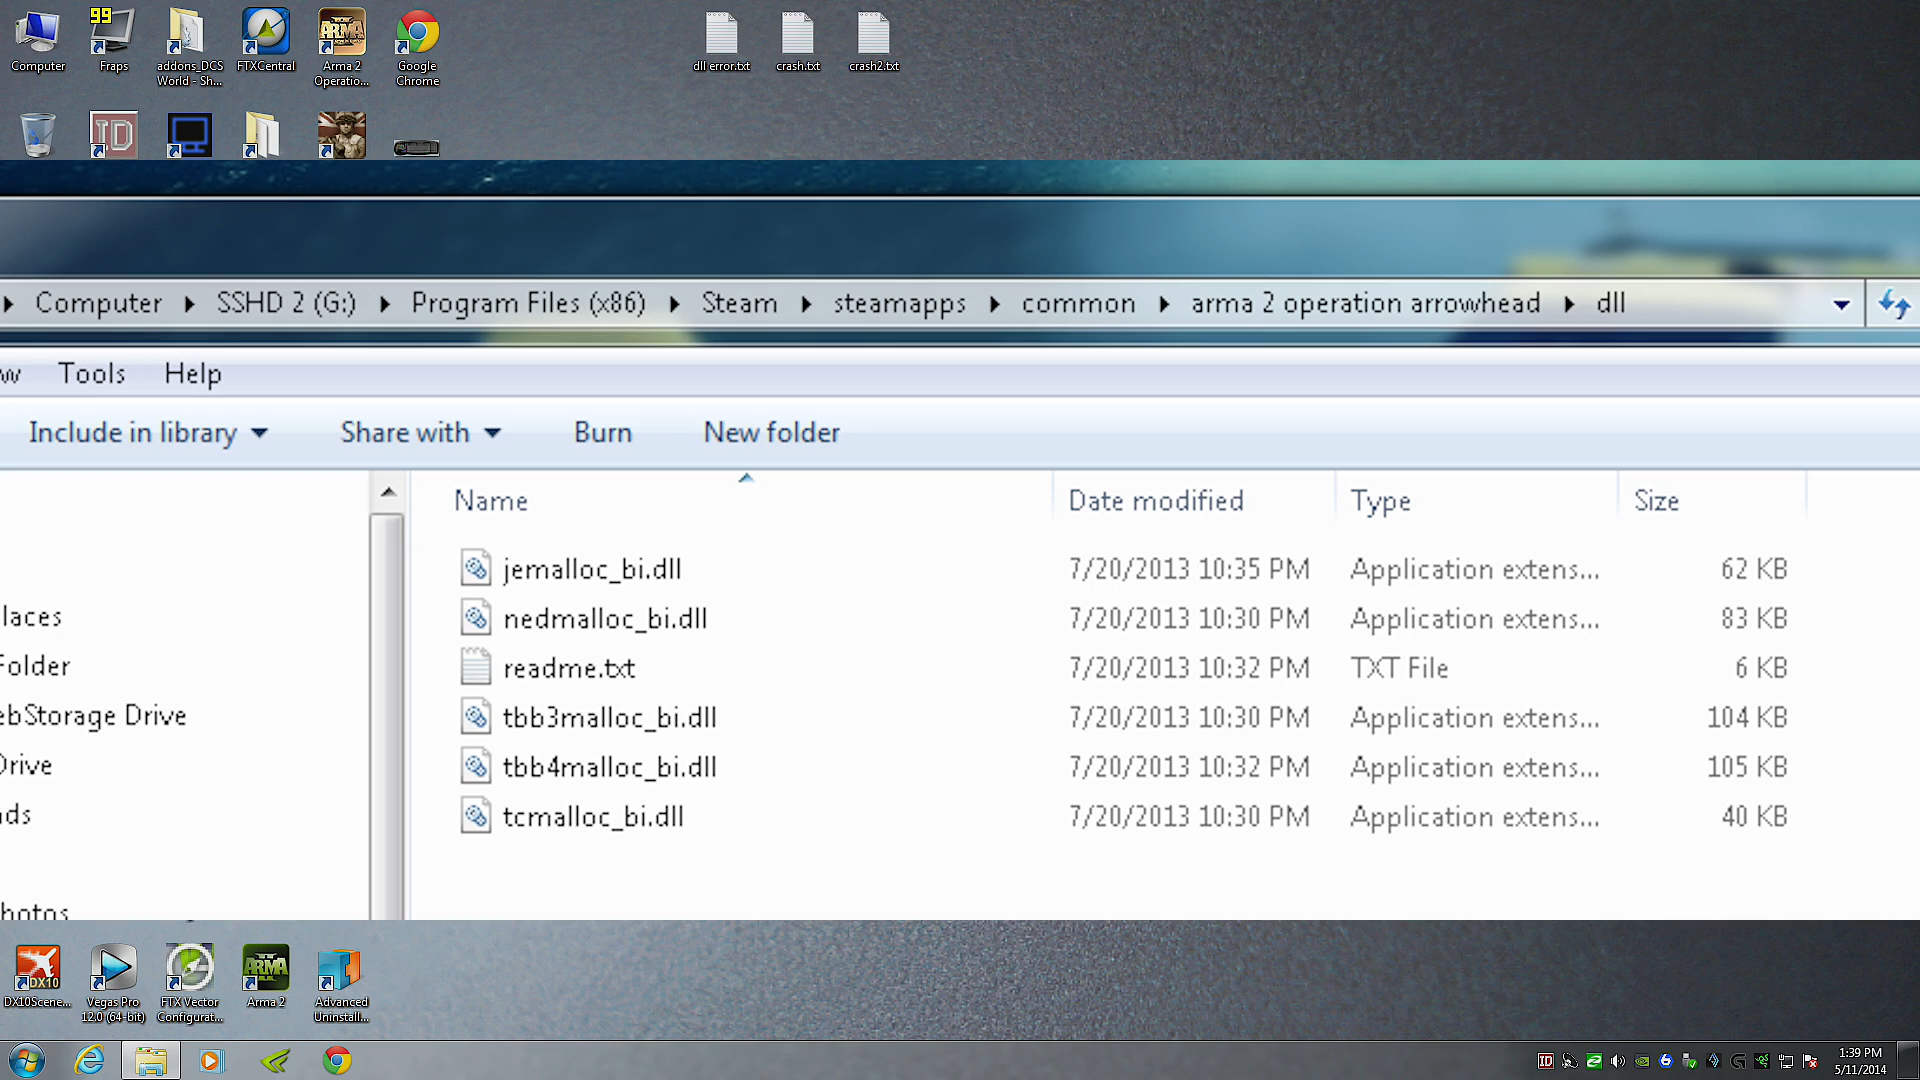 99
Computer
Fraps
addons_DCS
World - Sh...
FTXCentral
ARMA
Arma 2
Operatio...
Google
Chrome
dll error.txt
crash.txt
crash2.txt
ID
Computer SSHD 2 (G:) Program Files (x86) Steam steamapps common arma 2 operation arrowhead dll
w Tools Help
Include in library Share with Burn New folder
Name Date modified Type Size
jemalloc_bi.dll 7/20/2013 10:35 PM Application extens... 62 KB
nedmalloc_bi.dll 7/20/2013 10:30 PM Application extens... 83 KB
readme.txt 7/20/2013 10:32 PM TXT File 6 KB
tbb3malloc_bi.dll 7/20/2013 10:30 PM Application extens... 104 KB
tbb4malloc_bi.dll 7/20/2013 10:32 PM Application extens... 105 KB
tcmalloc_bi.dll 7/20/2013 10:30 PM Application extens... 40 KB
laces
Folder
ebStorage Drive
Drive
ds
hotos
DX10
DX10Scene...
Vegas Pro
12.0 (64-bit)
FTX Vector
Configurat...
ARMA
Arma 2
Advanced
Uninstall...
ID
1:39 PM
5/11/2014